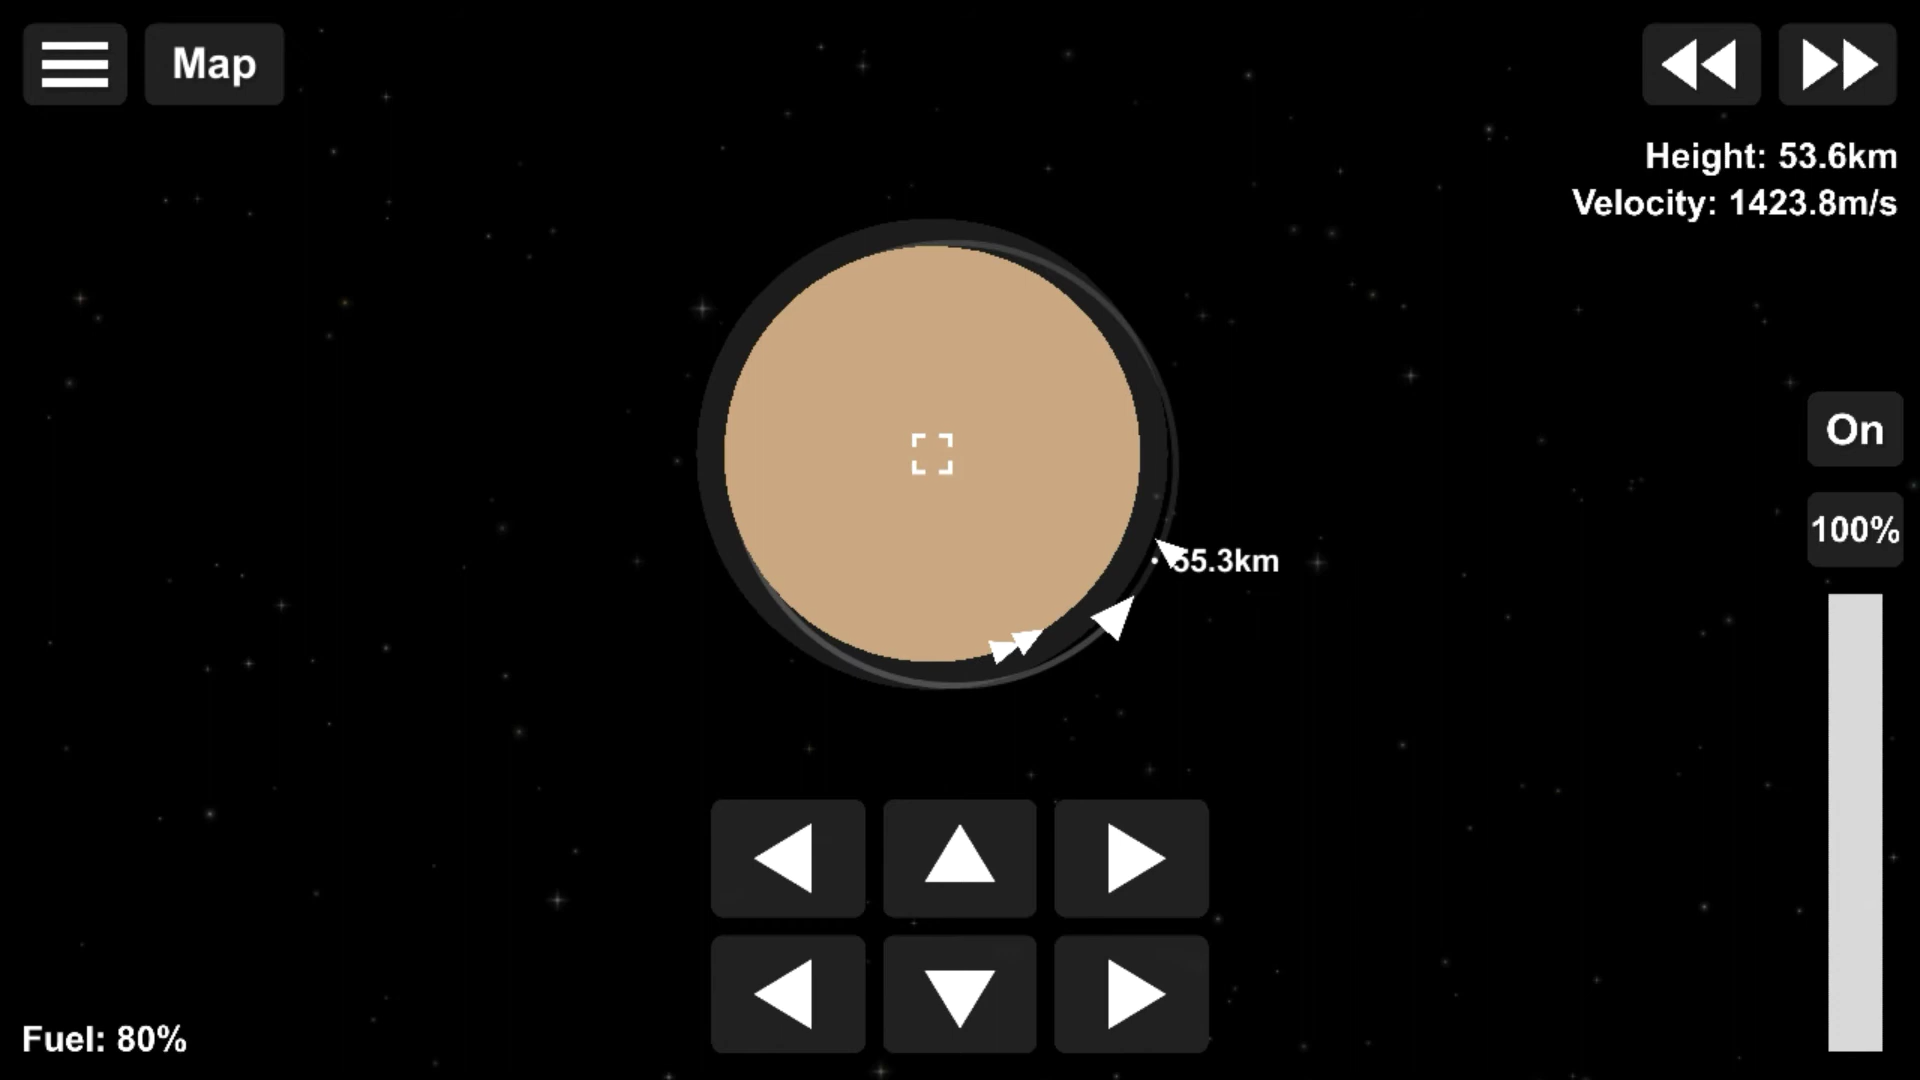 Map
Height: 53.6km
Velocity: 1423.8m/s
On
100%
55.3km
Fuel: 80%